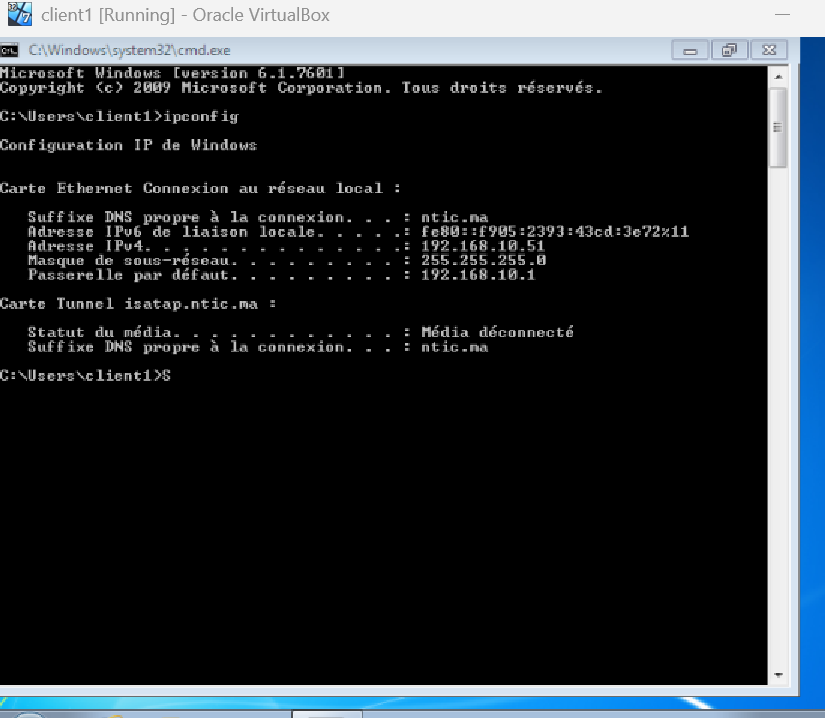 client1 [Running] - Oracle VirtualBox
C:\Windows\system32\cmd.exe
Microsoft Windows [version 6.1.7601]
Copyright (c) 2009 Microsoft Corporation. Tous droits réservés.
C:\Users\client1>ipconfig
Configuration IP de Windows
Carte Ethernet Connexion au réseau local :
Suffixe DNS propre à la connexion. . . : ntic.ma
Adresse IPv6 de liaison locale. . . . .: fe80::f905:2393:43cd:3e72%11
Adresse IPv4. . . . . . . . . . . . . .: 192.168.10.51
Masque de sous-réseau. . . . . . . . . : 255.255.255.0
Passerelle par défaut. . . . . . . . . : 192.168.10.1
Carte Tunnel isatap.ntic.ma :
Statut du média. . . . . . . . . . . . : Média déconnecté
Suffixe DNS propre à la connexion. . . : ntic.ma
C:\Users\client1>S